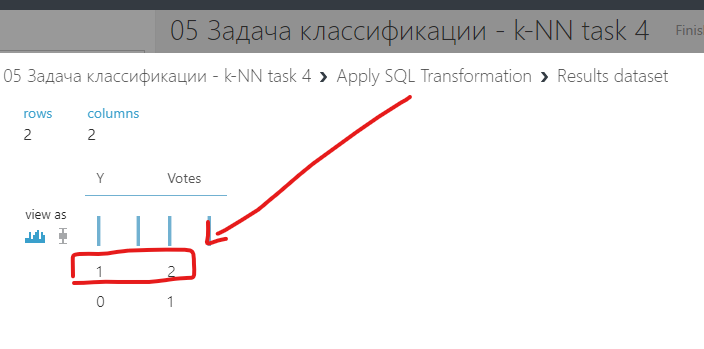 05 Задача классификации - k-NN task 4 Finish
05 Задача классификации - k-NN task 4 › Apply SQL Transformation › Results dataset
rows columns
2 2
Y Votes
view as
1 2
0 1